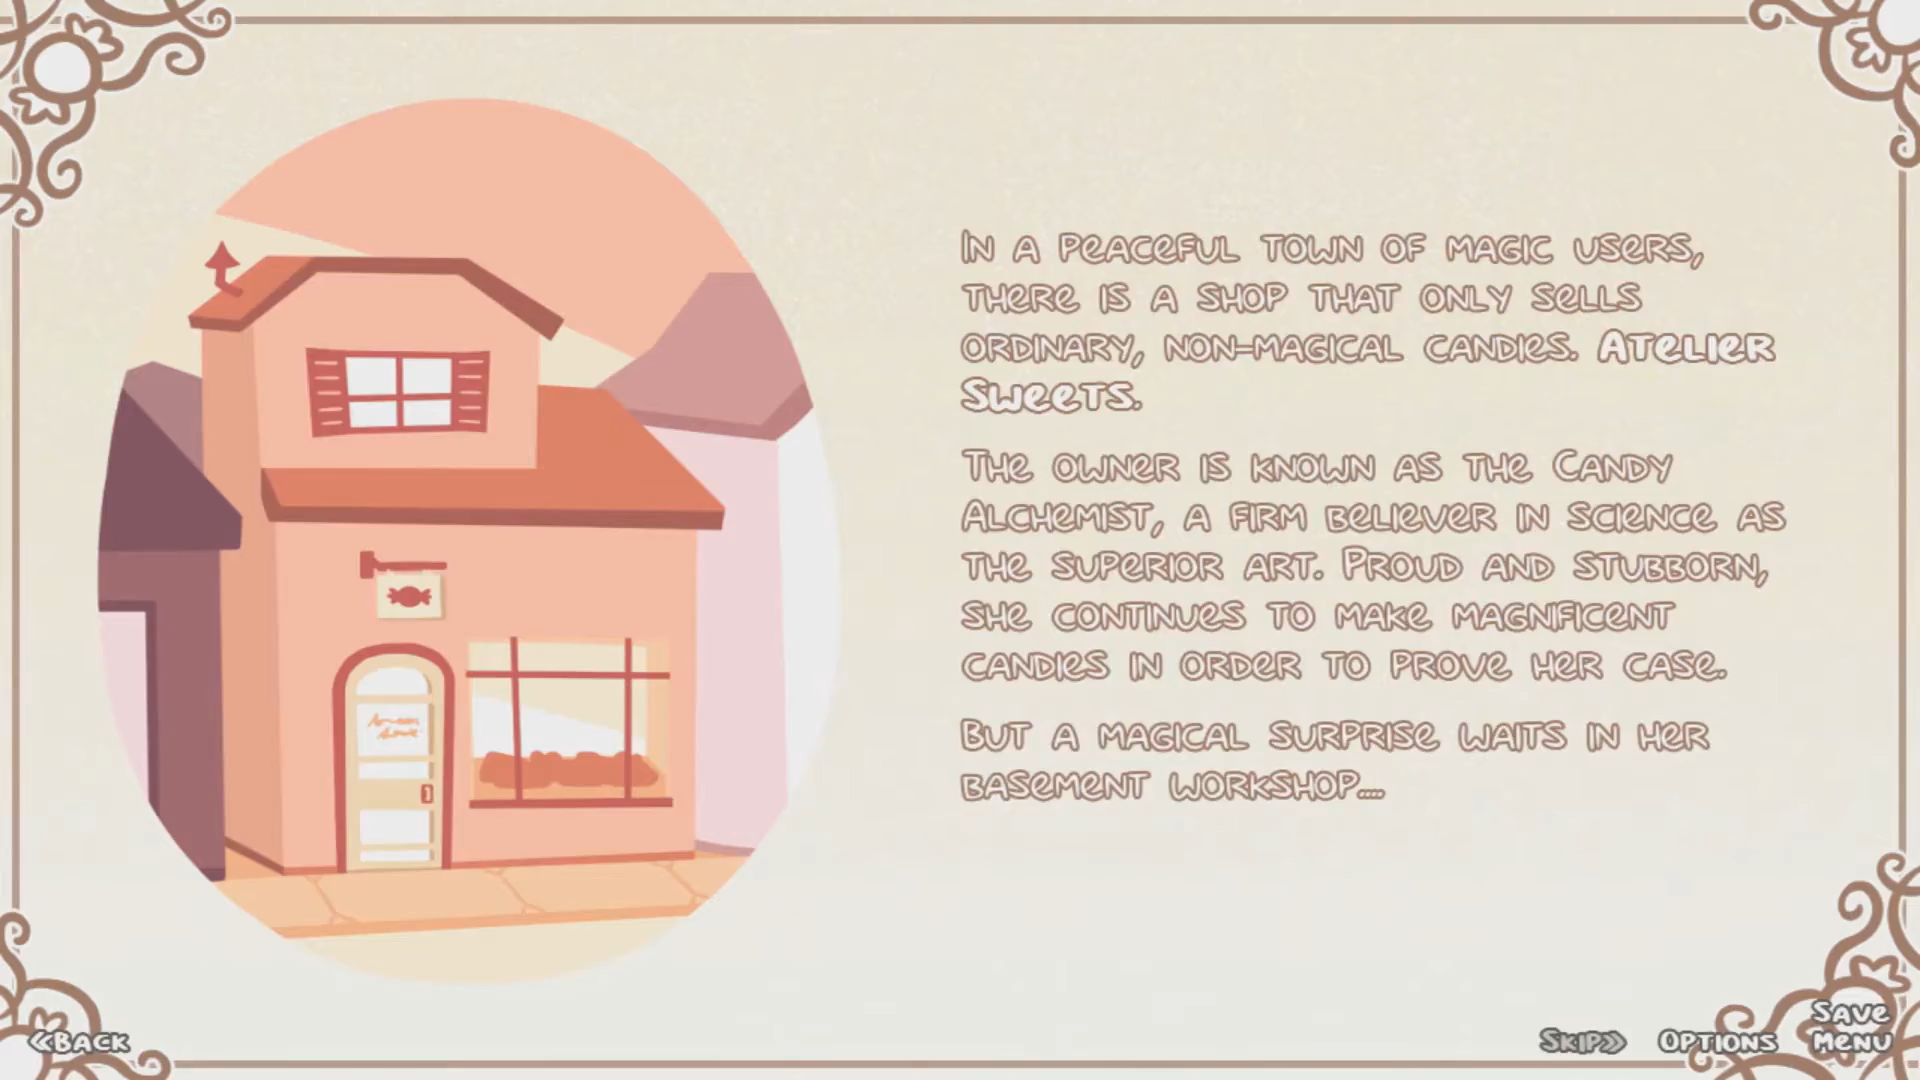 In a peaceful town of magic users,
there is a shop that only sells
ordinary, non-magical candies. Atelier
Sweets.
The owner is known as the Candy
Alchemist, a firm believer in science as
the superior art. Proud and stubborn,
she continues to make magnificent
candies in order to prove her case.
But a magical surprise waits in her
basement workshop....
«Back
Skip»
Options
Save
Menu